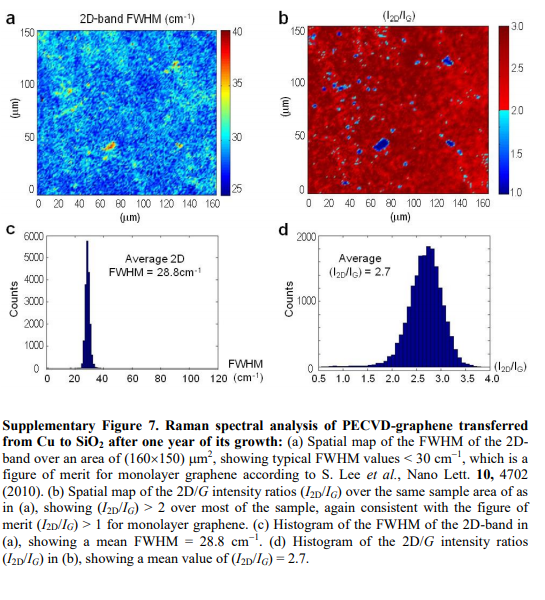 a
2D-band FWHM (cm-1)
150
100
50
0
(μm)
0 20 40 60 80 100 120 140 160
(μm)
40
35
30
25
b
(I2D/IG)
150
100
50
0
(μm)
0 20 40 60 80 100 120 140 160
(μm)
3.0
2.5
2.0
1.5
1.0
c
6000
5000
4000
3000
2000
1000
0
Counts
Average 2D
FWHM = 28.8cm-1
0 20 40 60 80 100 120
FWHM
(cm-1)
d
2000
1000
0
Counts
Average
(I2D/IG) = 2.7
0.5 1.0 1.5 2.0 2.5 3.0 3.5 4.0
(I2D/IG)
Supplementary Figure 7. Raman spectral analysis of PECVD-graphene transferred
from Cu to SiO2 after one year of its growth: (a) Spatial map of the FWHM of the 2D-
band over an area of (160×150) μm2, showing typical FWHM values < 30 cm−1, which is a
figure of merit for monolayer graphene according to S. Lee et al., Nano Lett. 10, 4702
(2010). (b) Spatial map of the 2D/G intensity ratios (I2D/IG) over the same sample area of as
in (a), showing (I2D/IG) > 2 over most of the sample, again consistent with the figure of
merit (I2D/IG) > 1 for monolayer graphene. (c) Histogram of the FWHM of the 2D-band in
(a), showing a mean FWHM = 28.8 cm−1. (d) Histogram of the 2D/G intensity ratios
(I2D/IG) in (b), showing a mean value of (I2D/IG) = 2.7.